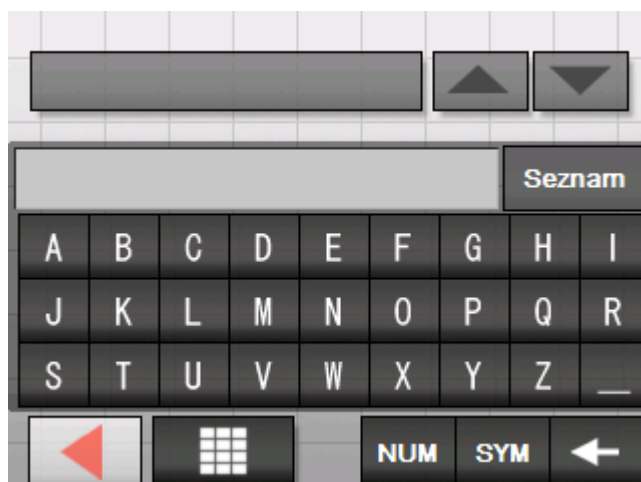 Seznam
A B C D E F G H I
J K L M N O P Q R
S T U V W X Y Z _
NUM SYM